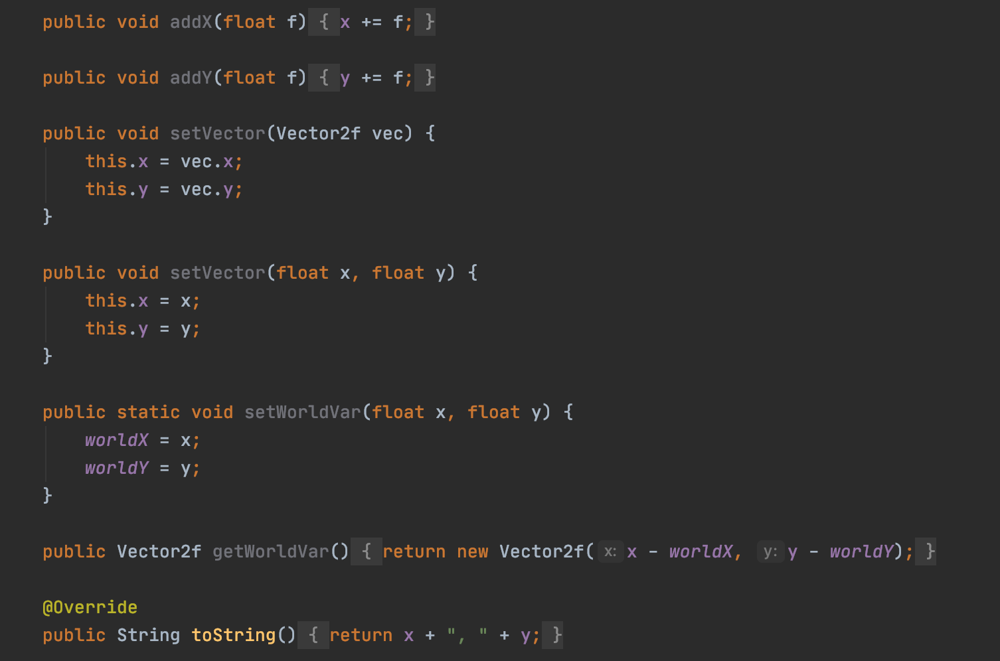 public void addX(float f) { x += f; }
public void addY(float f) { y += f; }
public void setVector(Vector2f vec) {
    this.x = vec.x;
    this.y = vec.y;
}
public void setVector(float x, float y) {
    this.x = x;
    this.y = y;
}
public static void setWorldVar(float x, float y) {
    worldX = x;
    worldY = y;
}
public Vector2f getWorldVar() { return new Vector2f( x: x - worldX, y: y - worldY); }
@Override
public String toString() { return x + ", " + y; }